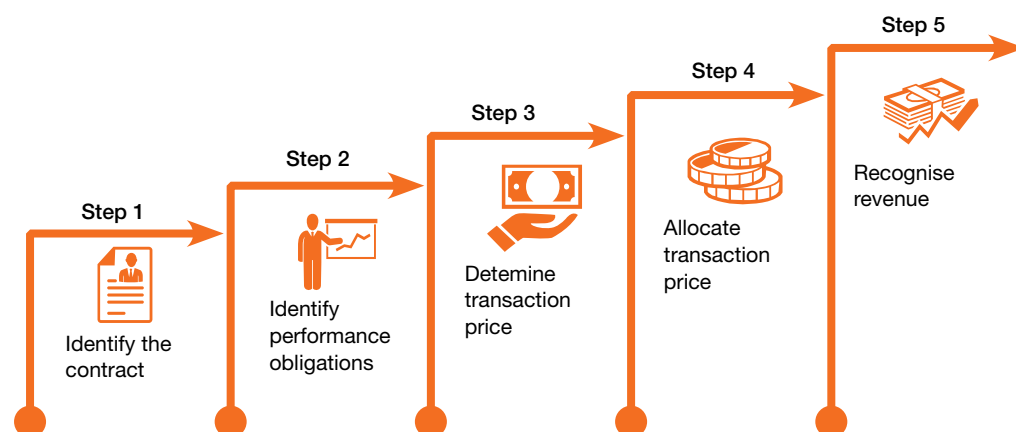 Step 1
Identify the
contract
Step 2
Identify
performance
obligations
Step 3
Detemine
transaction
price
Step 4
Allocate
transaction
price
Step 5
Recognise
revenue